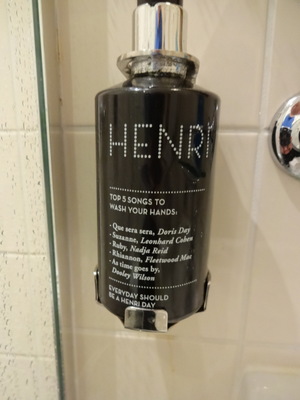 HENRI
TOP 5 SONGS TO
WASH YOUR HANDS:
· Que sera sera, Doris Day
· Suzanne, Leonhard Cohen
· Ruby, Nadja Reid
· Rhiannon, Fleetwood Mac
· As time goes by,
Dooley Wilson
EVERYDAY SHOULD
BE A HENRI DAY